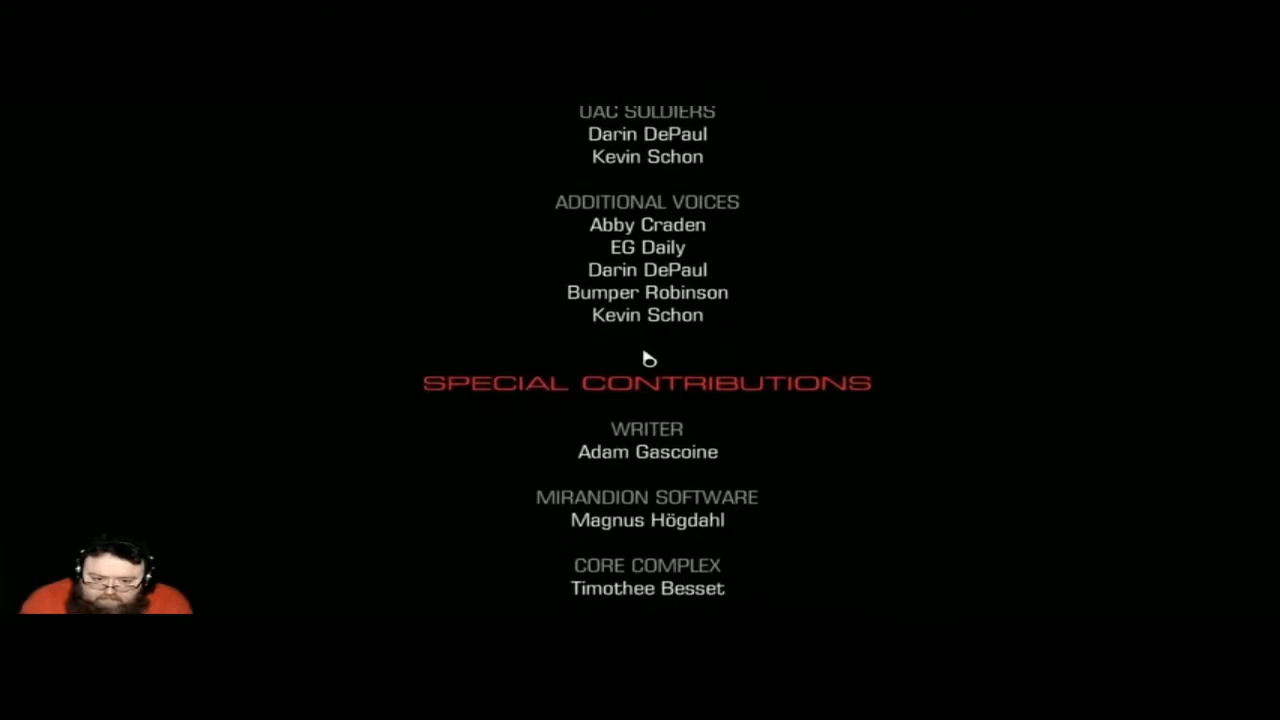 UAC SOLDIERS
Darin DePaul
Kevin Schon
ADDITIONAL VOICES
Abby Craden
EG Daily
Darin DePaul
Bumper Robinson
Kevin Schon
SPECIAL CONTRIBUTIONS
WRITER
Adam Gascoine
MIRANDION SOFTWARE
Magnus Högdahl
CORE COMPLEX
Timothee Besset